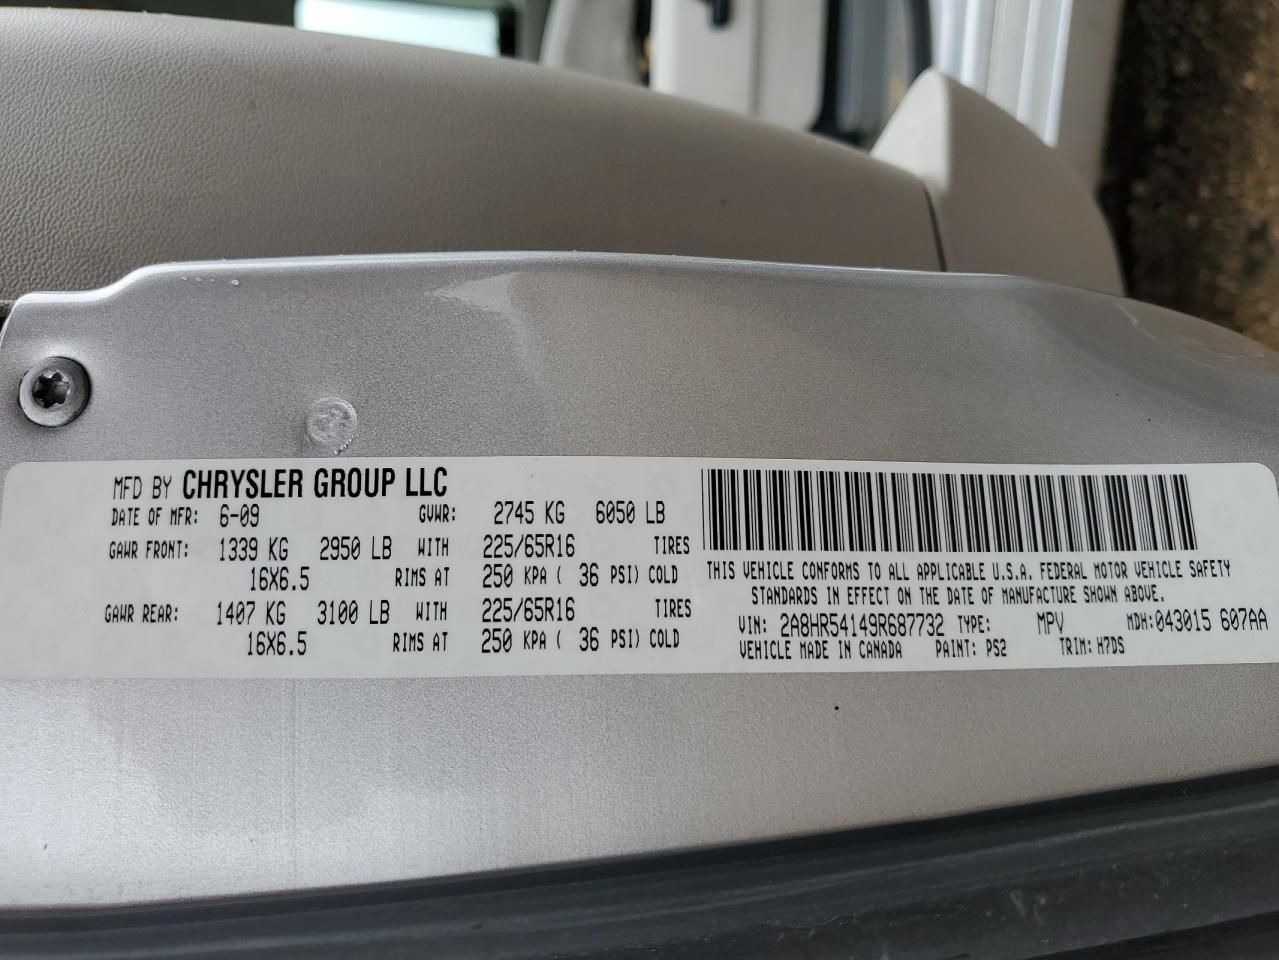 MFD BY CHRYSLER GROUP LLC
DATE OF MFR: 6-09 GVWR: 2745 KG 6050 LB
GAWR FRONT: 1339 KG 2950 LB WITH 225/65R16 TIRES
16X6.5 RIMS AT 250 KPA ( 36 PSI) COLD
GAWR REAR: 1407 KG 3100 LB WITH 225/65R16 TIRES
16X6.5 RIMS AT 250 KPA ( 36 PSI) COLD
THIS VEHICLE CONFORMS TO ALL APPLICABLE U.S.A. FEDERAL MOTOR VEHICLE SAFETY
STANDARDS IN EFFECT ON THE DATE OF MANUFACTURE SHOWN ABOVE.
VIN: 2A8HR54149R687732 TYPE: MPV MDH: 043015 607AA
VEHICLE MADE IN CANADA PAINT: PS2 TRIM: H7DS